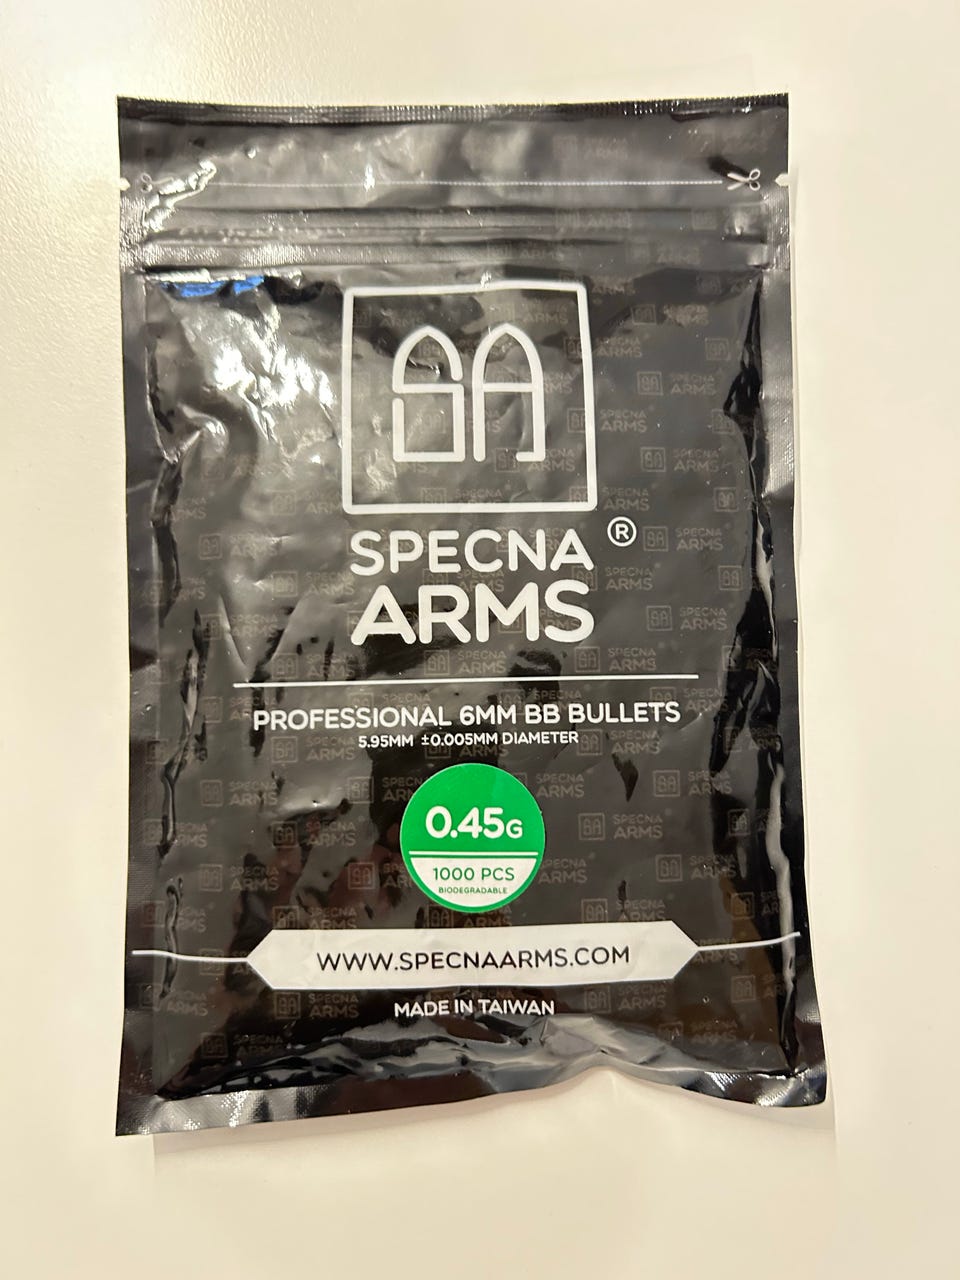 SA
SPECNA ®
ARMS
PROFESSIONAL 6MM BB BULLETS
5.95MM ±0.005MM DIAMETER
0.45G
1000 PCS
BIODEGRADABLE
WWW.SPECNAARMS.COM
MADE IN TAIWAN